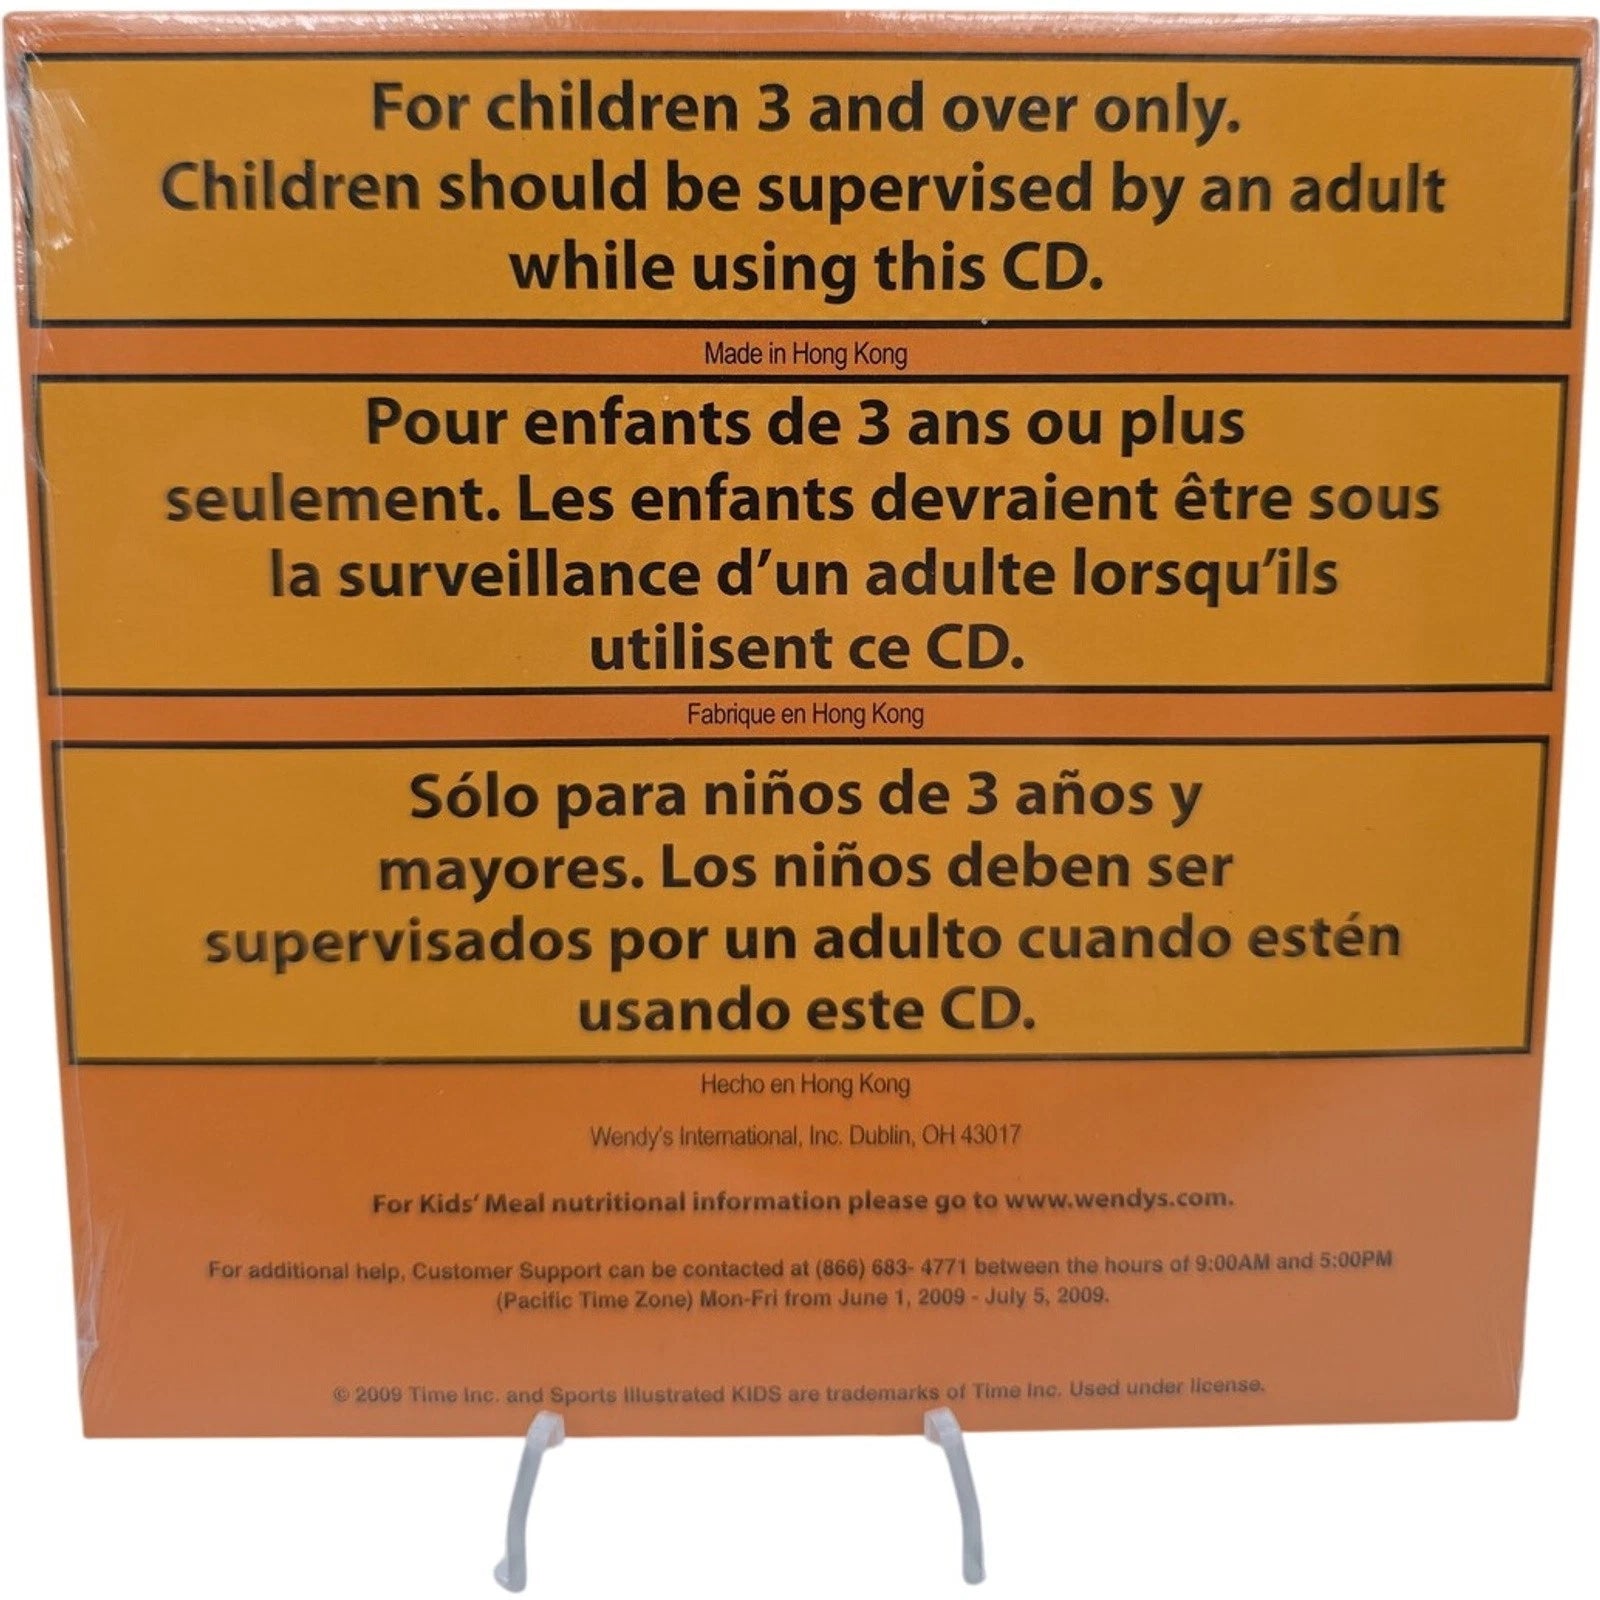 For children 3 and over only.
Children should be supervised by an adult
while using this CD.
Made in Hong Kong
Pour enfants de 3 ans ou plus
seulement. Les enfants devraient être sous
la surveillance d’un adulte lorsqu’ils
utilisent ce CD.
Fabrique en Hong Kong
Sólo para niños de 3 años y
mayores. Los niños deben ser
supervisados por un adulto cuando estén
usando este CD.
Hecho en Hong Kong
Wendy's International, Inc. Dublin, OH 43017
For Kids’ Meal nutritional information please go to www.wendys.com.
For additional help, Customer Support can be contacted at (866) 683- 4771 between the hours of 9:00AM and 5:00PM
(Pacific Time Zone) Mon-Fri from June 1, 2009 - July 5, 2009.
© 2009 Time Inc. and Sports Illustrated KIDS are trademarks of Time Inc. Used under license.